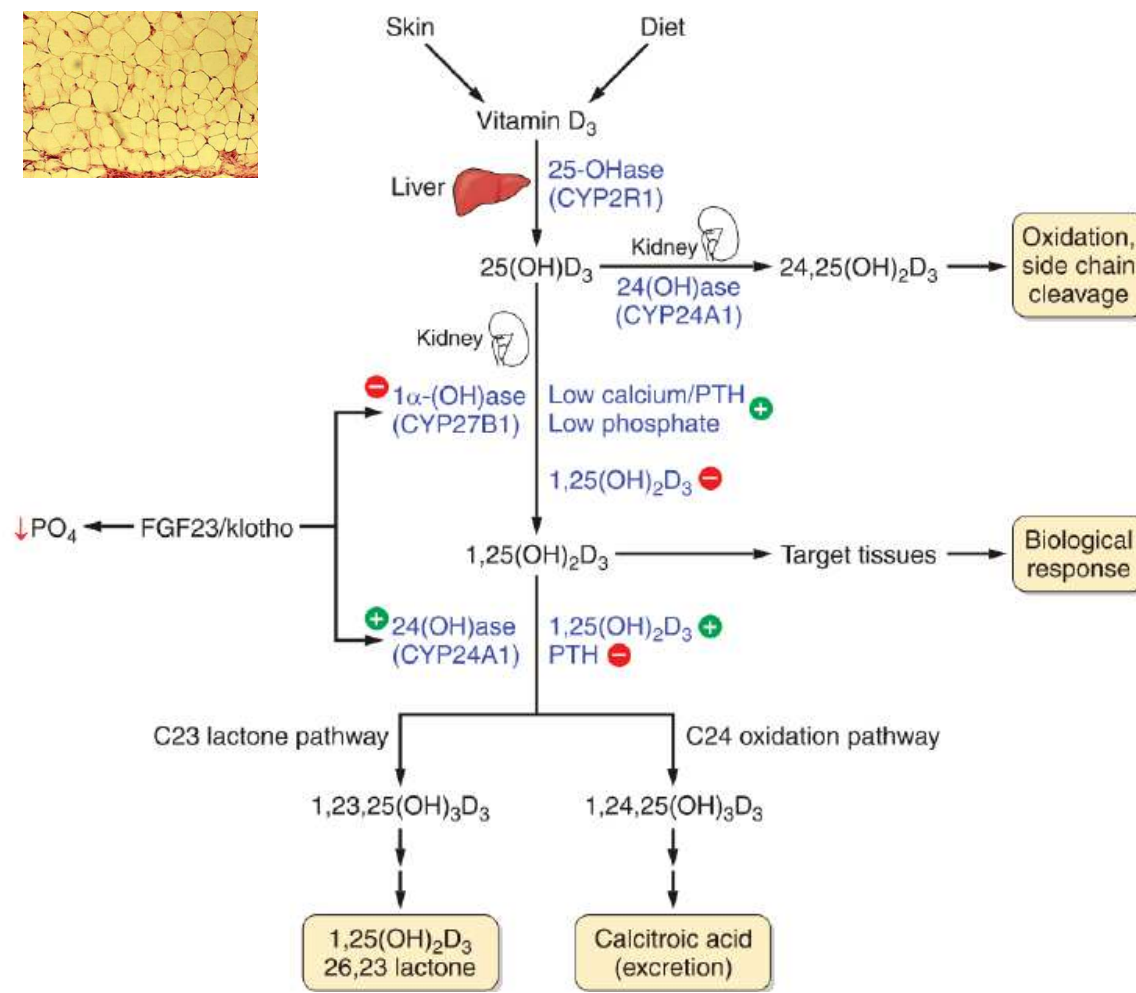 Skin
Diet
Vitamin D₃
Liver
25-OHase
(CYP2R1)
Kidney
25(OH)D₃
24,25(OH)₂D₃
Oxidation,
side chain
cleavage
24(OH)ase
(CYP24A1)
Kidney
1α-(OH)ase
(CYP27B1)
Low calcium/PTH
Low phosphate
+
−
1,25(OH)₂D₃ −
↓PO₄
FGF23/klotho
1,25(OH)₂D₃
Target tissues
Biological
response
+
24(OH)ase
(CYP24A1)
1,25(OH)₂D₃ +
PTH −
C23 lactone pathway
C24 oxidation pathway
1,23,25(OH)₃D₃
1,24,25(OH)₃D₃
1,25(OH)₂D₃
26,23 lactone
Calcitroic acid
(excretion)